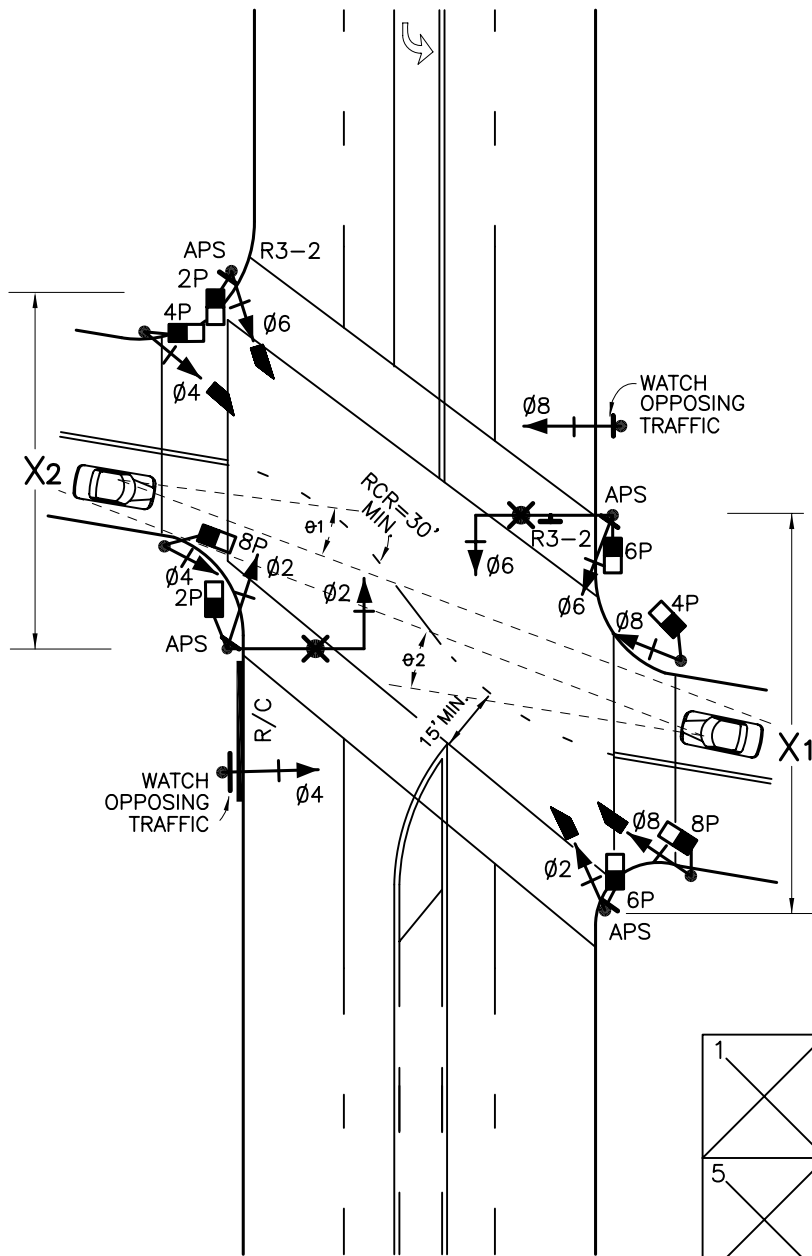 APS
R3-2
2P
4P
Ø6
Ø4
WATCH
OPPOSING
TRAFFIC
Ø8
X2
RCR=30'
MIN.
APS
θ1
8P
R3-2
6P
Ø4
Ø2
Ø2
Ø6
Ø6
4P
2P
Ø8
APS
θ2
15' MIN.
R/C
X1
WATCH
OPPOSING
TRAFFIC
Ø4
Ø8
8P
Ø2
6P
APS
1
5